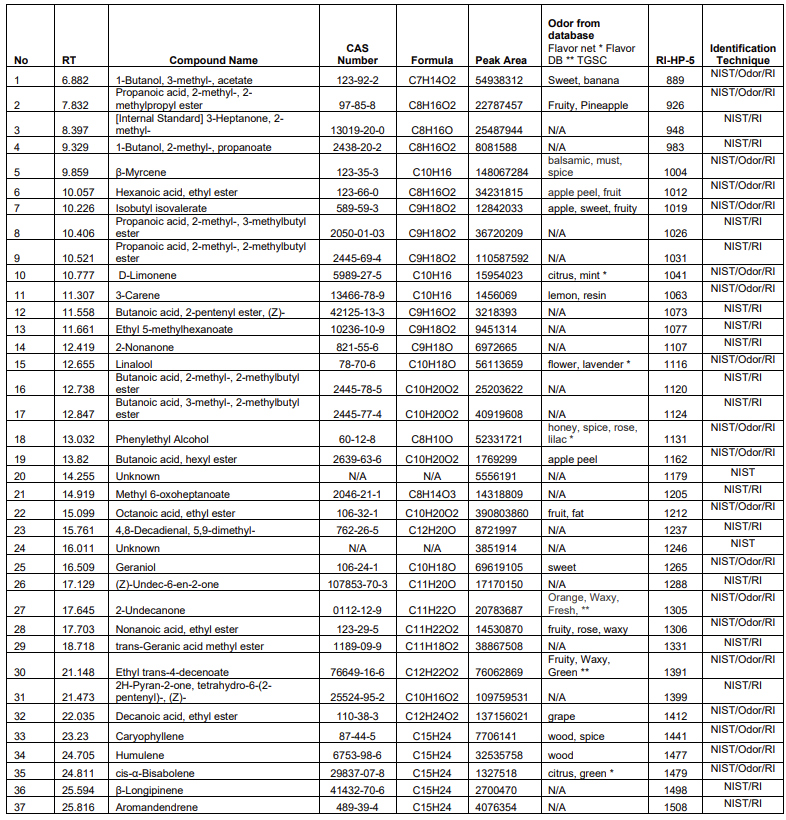 No RT Compound Name CAS Number Formula Peak Area Odor from database Flavor net * Flavor DB ** TGSC RI-HP-5 Identification Technique
1 6.882 1-Butanol, 3-methyl-, acetate 123-92-2 C7H14O2 54938312 Sweet, banana 889 NIST/Odor/RI
2 7.832 Propanoic acid, 2-methyl-, 2-methylpropyl ester 97-85-8 C8H16O2 22787457 Fruity, Pineapple 926 NIST/Odor/RI
3 8.397 [Internal Standard] 3-Heptanone, 2-methyl- 13019-20-0 C8H16O 25487944 N/A 948 NIST/RI
4 9.329 1-Butanol, 2-methyl-, propanoate 2438-20-2 C8H16O2 8081588 N/A 983 NIST/RI
5 9.859 β-Myrcene 123-35-3 C10H16 148067284 balsamic, must, spice 1004 NIST/Odor/RI
6 10.057 Hexanoic acid, ethyl ester 123-66-0 C8H16O2 34231815 apple peel, fruit 1012 NIST/Odor/RI
7 10.226 Isobutyl isovalerate 589-59-3 C9H18O2 12842033 apple, sweet, fruity 1019 NIST/Odor/RI
8 10.406 Propanoic acid, 2-methyl-, 3-methylbutyl ester 2050-01-03 C9H18O2 36720209 N/A 1026 NIST/RI
9 10.521 Propanoic acid, 2-methyl-, 2-methylbutyl ester 2445-69-4 C9H18O2 110587592 N/A 1031 NIST/RI
10 10.777 D-Limonene 5989-27-5 C10H16 15954023 citrus, mint * 1041 NIST/Odor/RI
11 11.307 3-Carene 13466-78-9 C10H16 1456069 lemon, resin 1063 NIST/Odor/RI
12 11.558 Butanoic acid, 2-pentenyl ester, (Z)- 42125-13-3 C9H16O2 3218393 N/A 1073 NIST/RI
13 11.661 Ethyl 5-methylhexanoate 10236-10-9 C9H18O2 9451314 N/A 1077 NIST/RI
14 12.419 2-Nonanone 821-55-6 C9H18O 6972665 N/A 1107 NIST/RI
15 12.655 Linalool 78-70-6 C10H18O 56113659 flower, lavender * 1116 NIST/Odor/RI
16 12.738 Butanoic acid, 2-methyl-, 2-methylbutyl ester 2445-78-5 C10H20O2 25203622 N/A 1120 NIST/RI
17 12.847 Butanoic acid, 3-methyl-, 2-methylbutyl ester 2445-77-4 C10H20O2 40919608 N/A 1124 NIST/RI
18 13.032 Phenylethyl Alcohol 60-12-8 C8H10O 52331721 honey, spice, rose, lilac * 1131 NIST/Odor/RI
19 13.82 Butanoic acid, hexyl ester 2639-63-6 C10H20O2 1769299 apple peel 1162 NIST/Odor/RI
20 14.255 Unknown N/A N/A 5556191 N/A 1179 NIST
21 14.919 Methyl 6-oxoheptanoate 2046-21-1 C8H14O3 14318809 N/A 1205 NIST/RI
22 15.099 Octanoic acid, ethyl ester 106-32-1 C10H20O2 390803860 fruit, fat 1212 NIST/Odor/RI
23 15.761 4,8-Decadienal, 5,9-dimethyl- 762-26-5 C12H20O 8721997 N/A 1237 NIST/RI
24 16.011 Unknown N/A N/A 3851914 N/A 1246 NIST
25 16.509 Geraniol 106-24-1 C10H18O 69619105 sweet 1265 NIST/Odor/RI
26 17.129 (Z)-Undec-6-en-2-one 107853-70-3 C11H20O 17170150 N/A 1288 NIST/RI
27 17.645 2-Undecanone 0112-12-9 C11H22O 20783687 Orange, Waxy, Fresh, ** 1305 NIST/Odor/RI
28 17.703 Nonanoic acid, ethyl ester 123-29-5 C11H22O2 14530870 fruity, rose, waxy 1306 NIST/Odor/RI
29 18.718 trans-Geranic acid methyl ester 1189-09-9 C11H18O2 38867508 N/A 1331 NIST/RI
30 21.148 Ethyl trans-4-decenoate 76649-16-6 C12H22O2 76062869 Fruity, Waxy, Green ** 1391 NIST/Odor/RI
31 21.473 2H-Pyran-2-one, tetrahydro-6-(2-pentenyl)-, (Z)- 25524-95-2 C10H16O2 109759531 N/A 1399 NIST/RI
32 22.035 Decanoic acid, ethyl ester 110-38-3 C12H24O2 137156021 grape 1412 NIST/Odor/RI
33 23.23 Caryophyllene 87-44-5 C15H24 7706141 wood, spice 1441 NIST/Odor/RI
34 24.705 Humulene 6753-98-6 C15H24 32535758 wood 1477 NIST/Odor/RI
35 24.811 cis-α-Bisabolene 29837-07-8 C15H24 1327518 citrus, green * 1479 NIST/Odor/RI
36 25.594 β-Longipinene 41432-70-6 C15H24 2700470 N/A 1498 NIST/RI
37 25.816 Aromandendrene 489-39-4 C15H24 4076354 N/A 1508 NIST/RI